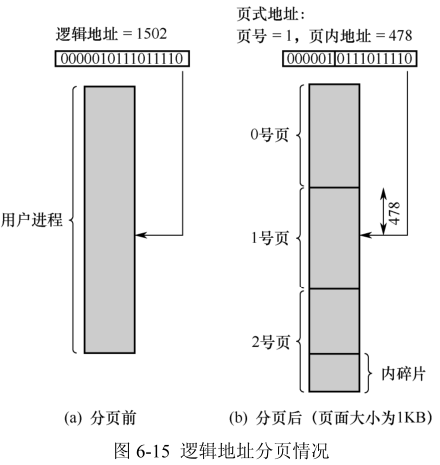 逻辑地址 = 1502
0000010111011110
用户进程
(a) 分页前
页式地址：
页号 = 1，页内地址 = 478
000001 0111011110
0号页
478
1号页
2号页
内碎片
(b) 分页后（页面大小为1KB）
图 6-15 逻辑地址分页情况